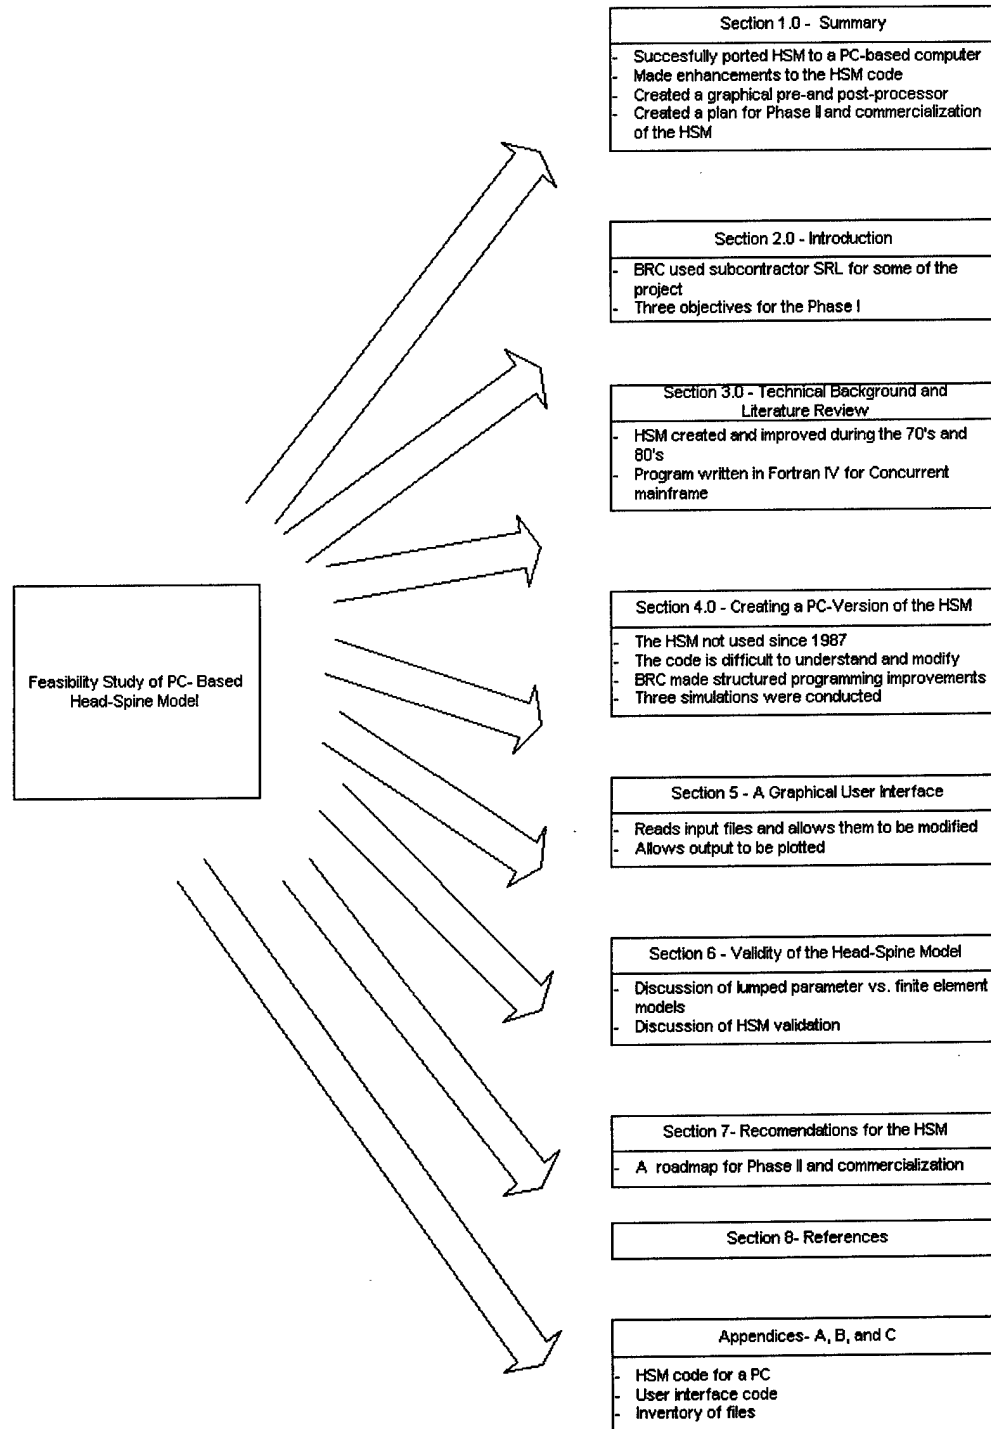 Section 1.0 - Summary
- Succesfully ported HSM to a PC-based computer
- Made enhancements to the HSM code
- Created a graphical pre-and post-processor
- Created a plan for Phase II and commercialization
of the HSM
Section 2.0 - Introduction
- BRC used subcontractor SRL for some of the
project
- Three objectives for the Phase I
Section 3.0 - Technical Background and
Literature Review
- HSM created and improved during the 70's and
80's
- Program written in Fortran IV for Concurrent
mainframe
Feasibility Study of PC- Based
Head-Spine Model
Section 4.0 - Creating a PC-Version of the HSM
- The HSM not used since 1987
- The code is difficult to understand and modify
- BRC made structured programming improvements
- Three simulations were conducted
Section 5 - A Graphical User Interface
- Reads input files and allows them to be modified
- Allows output to be plotted
Section 6 - Validity of the Head-Spine Model
- Discussion of lumped parameter vs. finite element
models
- Discussion of HSM validation
Section 7- Recomendations for the HSM
- A roadmap for Phase II and commercialization
Section 8- References
Appendices- A, B, and C
- HSM code for a PC
- User interface code
- Inventory of files